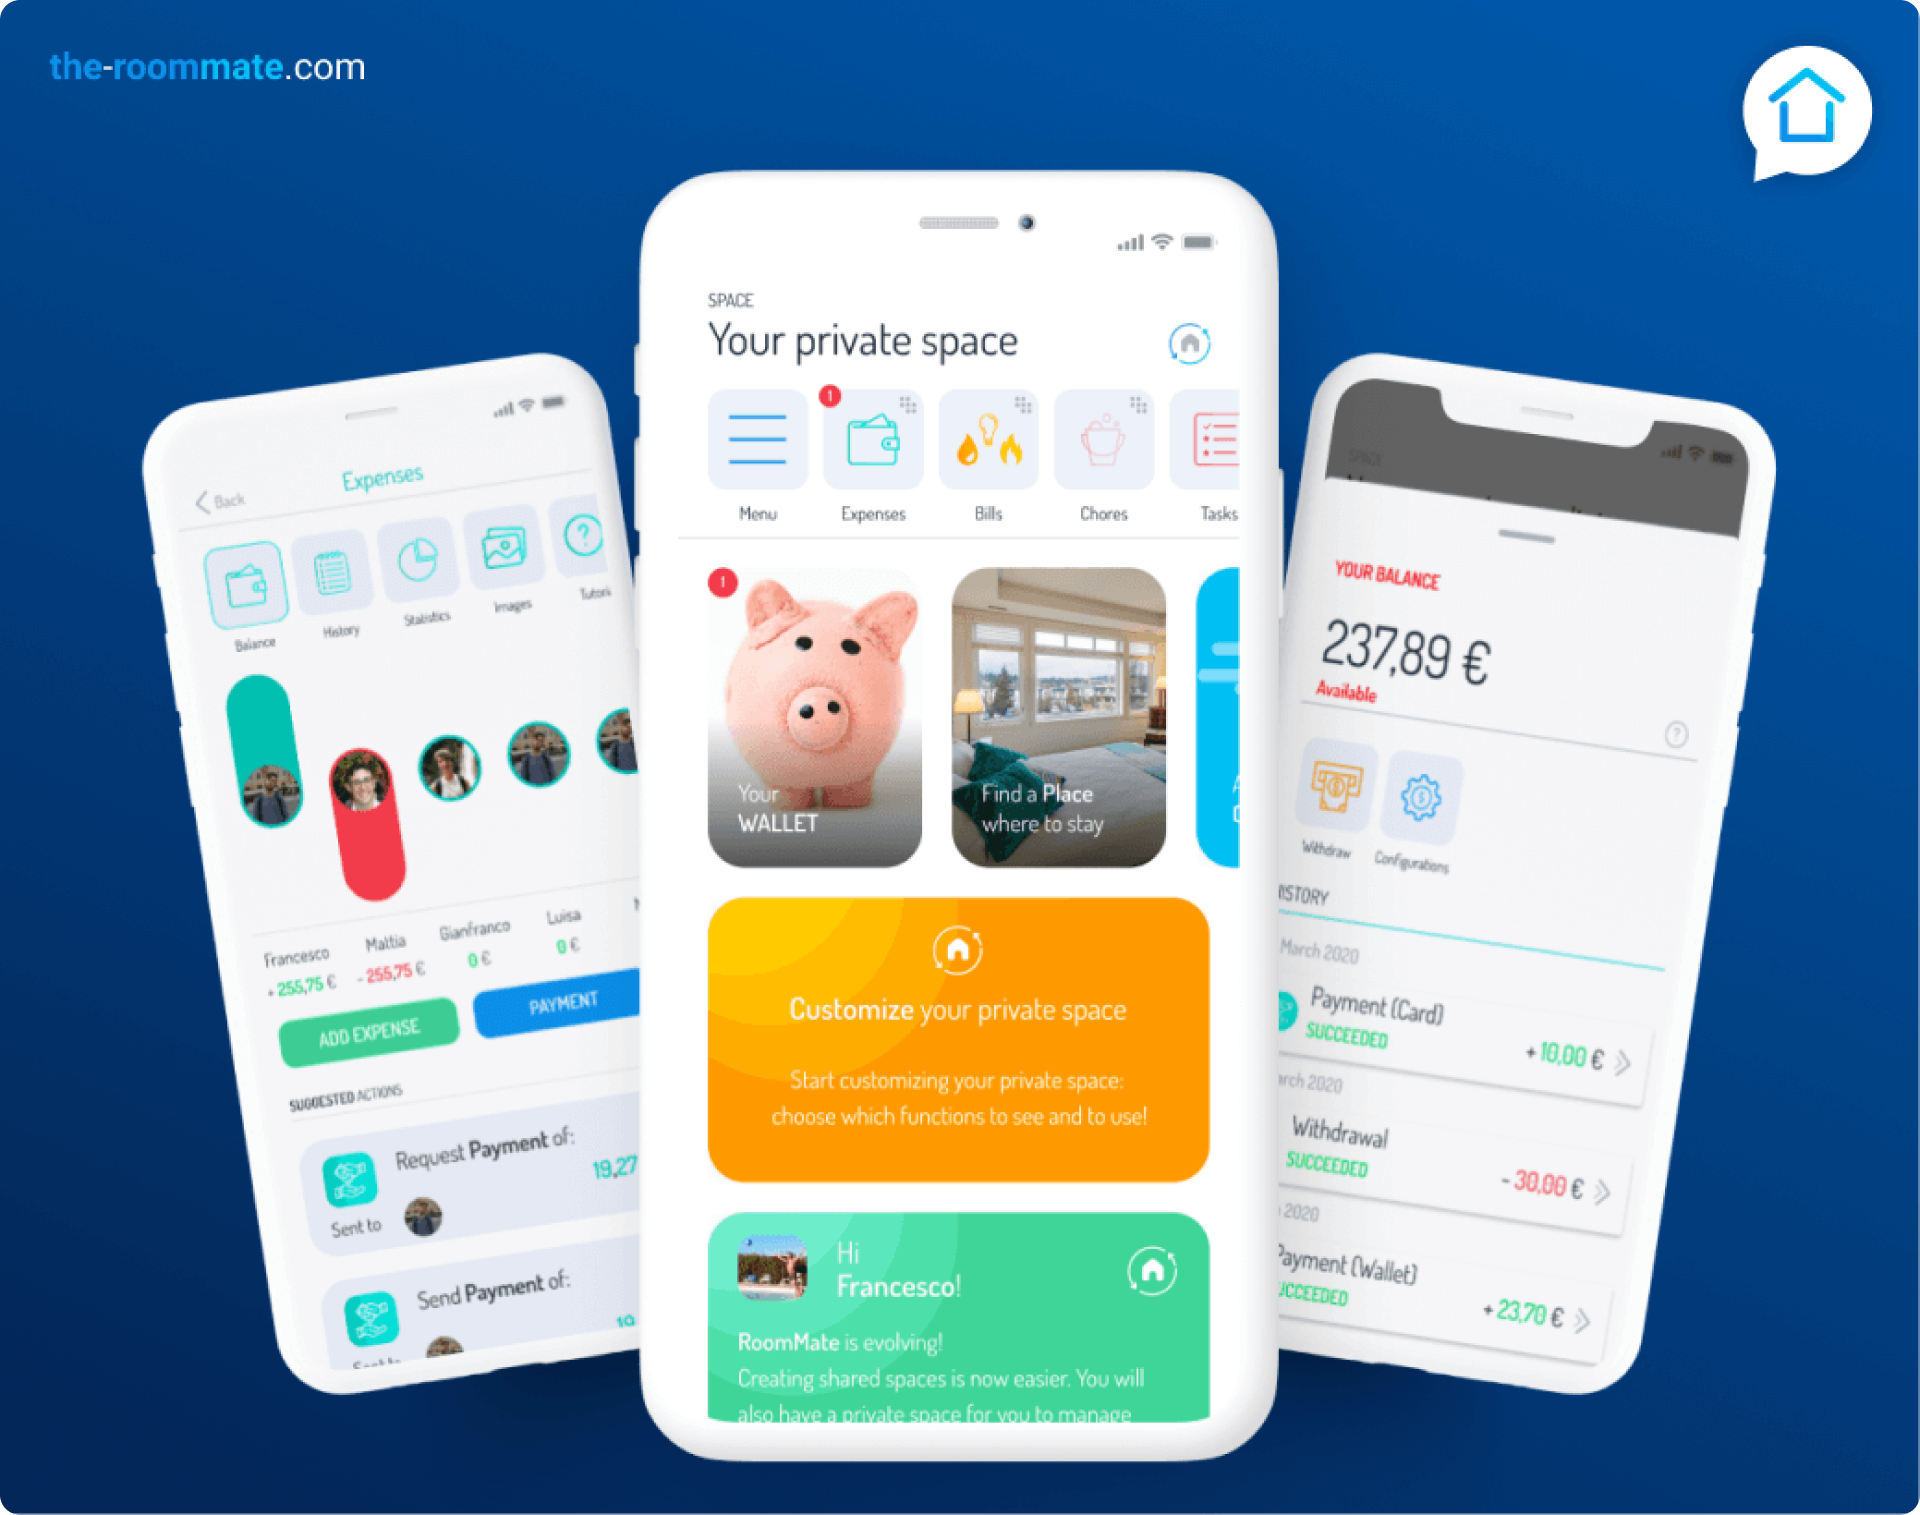 the-roommate.com
Back
Expenses
Balance
History
Statistics
Images
Francesco
Mattia
Gianfranco
Luisa
+ 255,75 €
- 255,75 €
0 €
0 €
ADD EXPENSE
PAYMENT
SUGGESTED ACTIONS
Request Payment of:
19,27
Sent to
Send Payment of:
SPACE
Your private space
1
Menu
Expenses
Bills
Chores
Tasks
1
Your
WALLET
Find a Place
where to stay
Customize your private space
Start customizing your private space:
choose which functions to see and to use!
Hi
Francesco!
RoomMate is evolving!
Creating shared spaces is now easier. You will
also have a private space for you to manage
SPACE
YOUR BALANCE
237,89 €
Available
Withdraw
Configurations
March 2020
Payment (Card)
SUCCEEDED
+ 10,00 €
2020
Withdrawal
SUCCEEDED
- 30,00 €
2020
Payment (Wallet)
+ 23,70 €